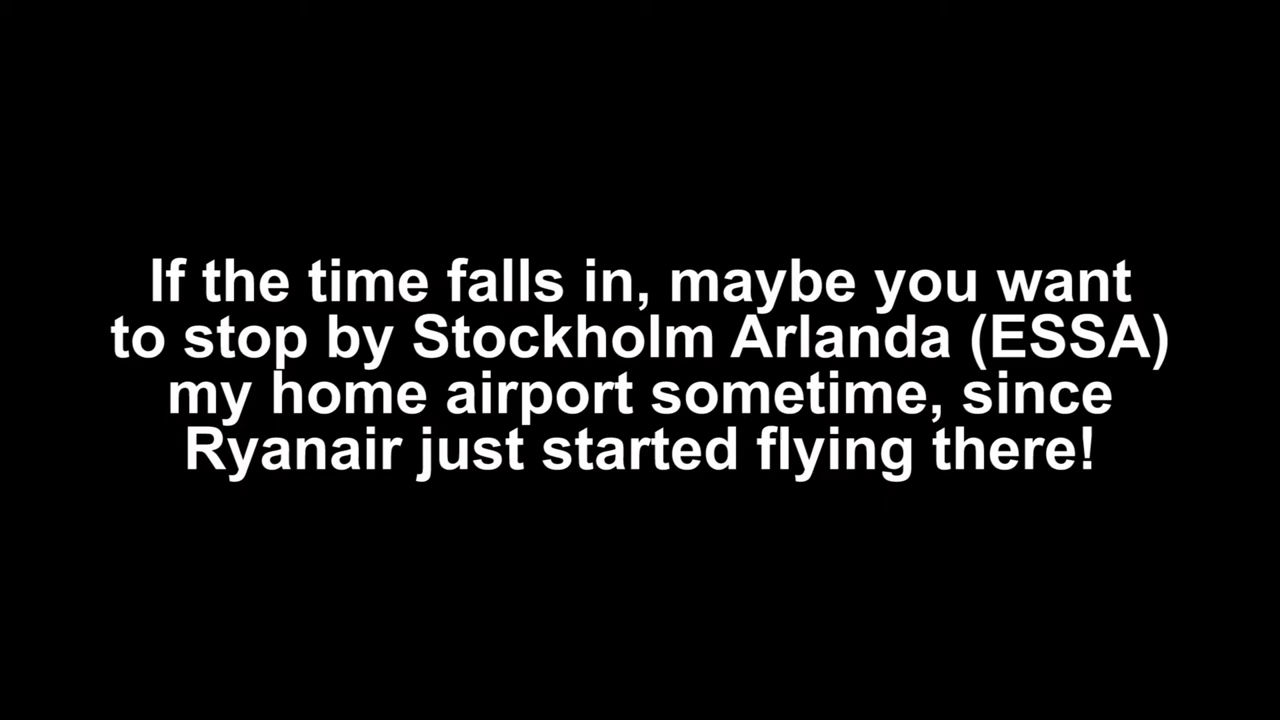 If the time falls in, maybe you want
to stop by Stockholm Arlanda (ESSA)
my home airport sometime, since
Ryanair just started flying there!